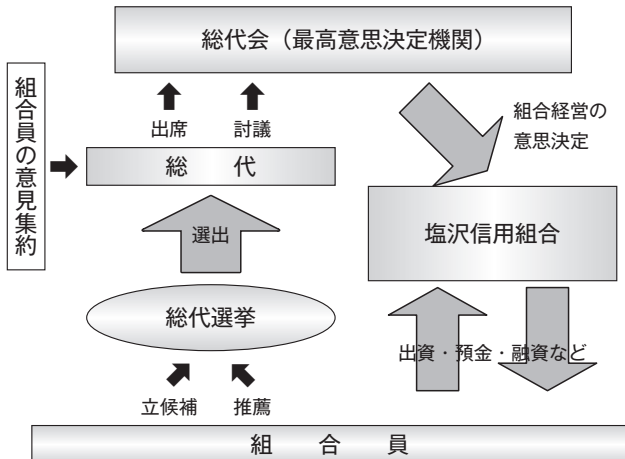 総代会（最高意思決定機関）
出席
討議
組合経営の
意思決定
組合員の意見集約
総　代
選出
塩沢信用組合
総代選挙
出資・預金・融資など
立候補
推薦
組　合　員